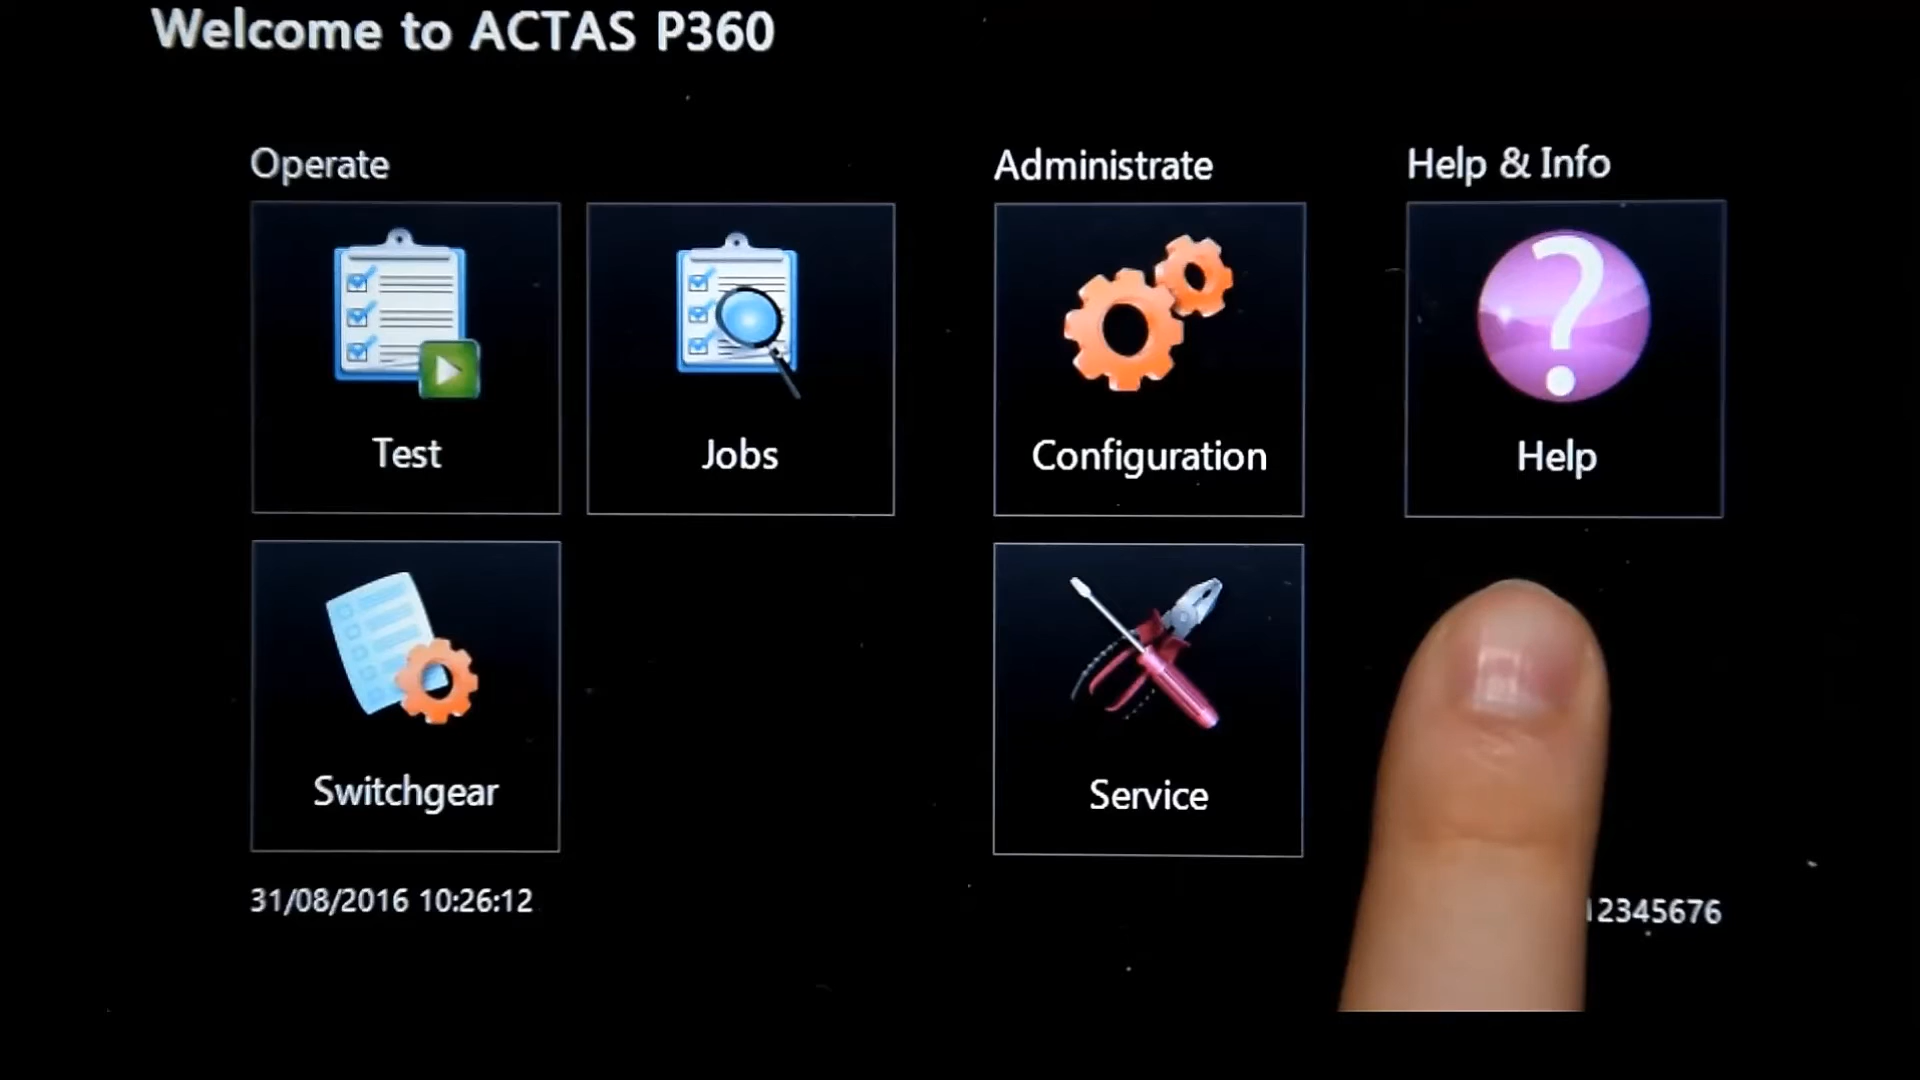 Welcome to ACTAS P360
Operate
Administrate
Help & Info
Test
Jobs
Configuration
Help
Switchgear
Service
31/08/2016 10:26:12
2345676